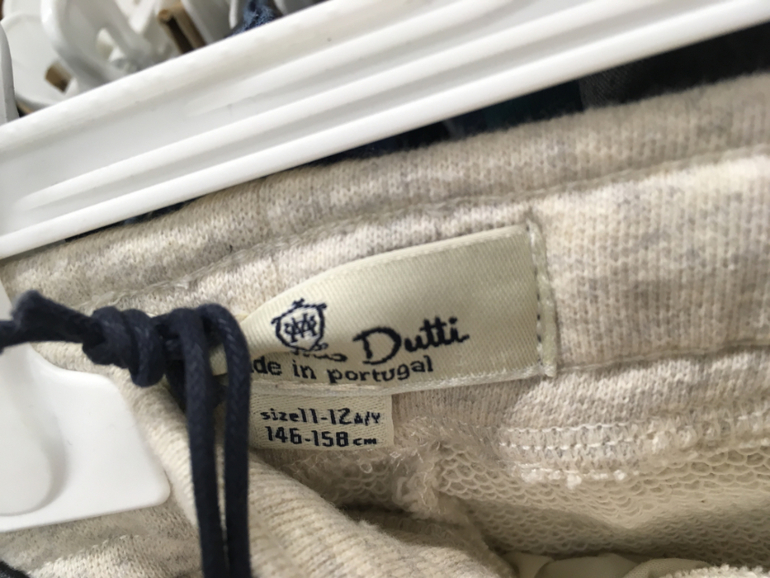 Dutti
de in portugal
size11-12A/Y
146-158cm